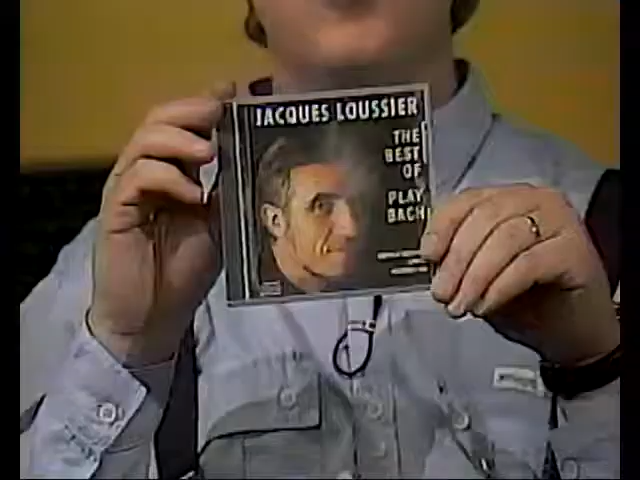 JACQUES LOUSSIER
THE
BEST
OF
PLAY
BACH